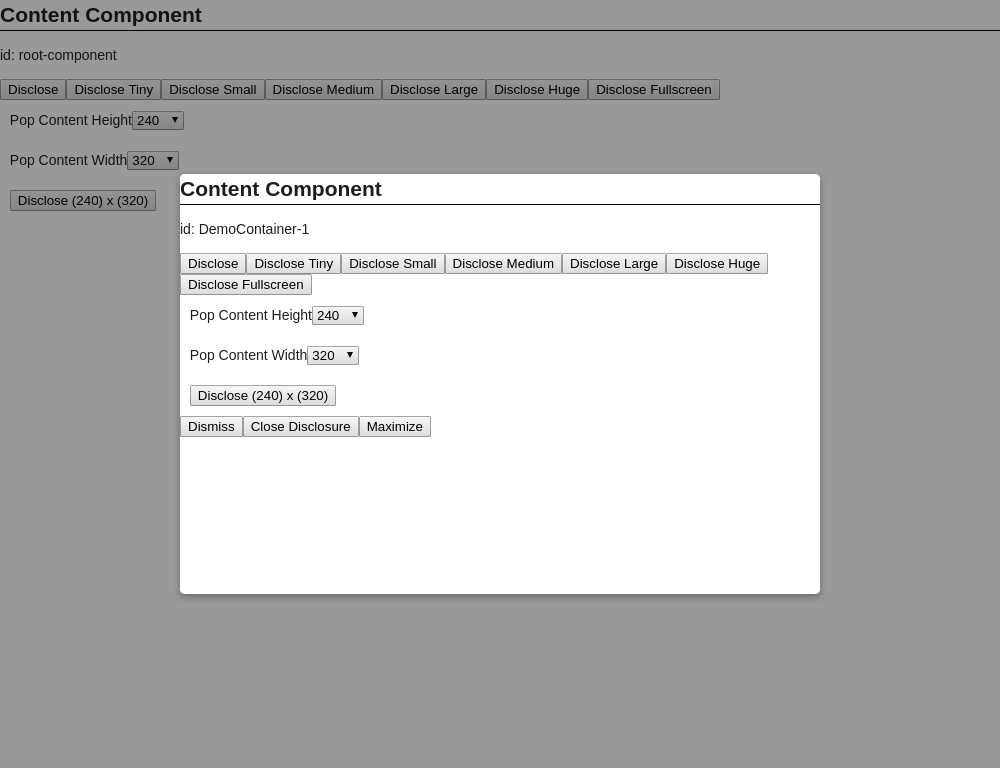 Content Component
id: root-component
Disclose Disclose Tiny Disclose Small Disclose Medium Disclose Large Disclose Huge Disclose Fullscreen
Pop Content Height 240
Pop Content Width 320
Disclose (240) x (320)
Content Component
id: DemoContainer-1
Disclose Disclose Tiny Disclose Small Disclose Medium Disclose Large Disclose Huge
Disclose Fullscreen
Pop Content Height 240
Pop Content Width 320
Disclose (240) x (320)
Dismiss Close Disclosure Maximize